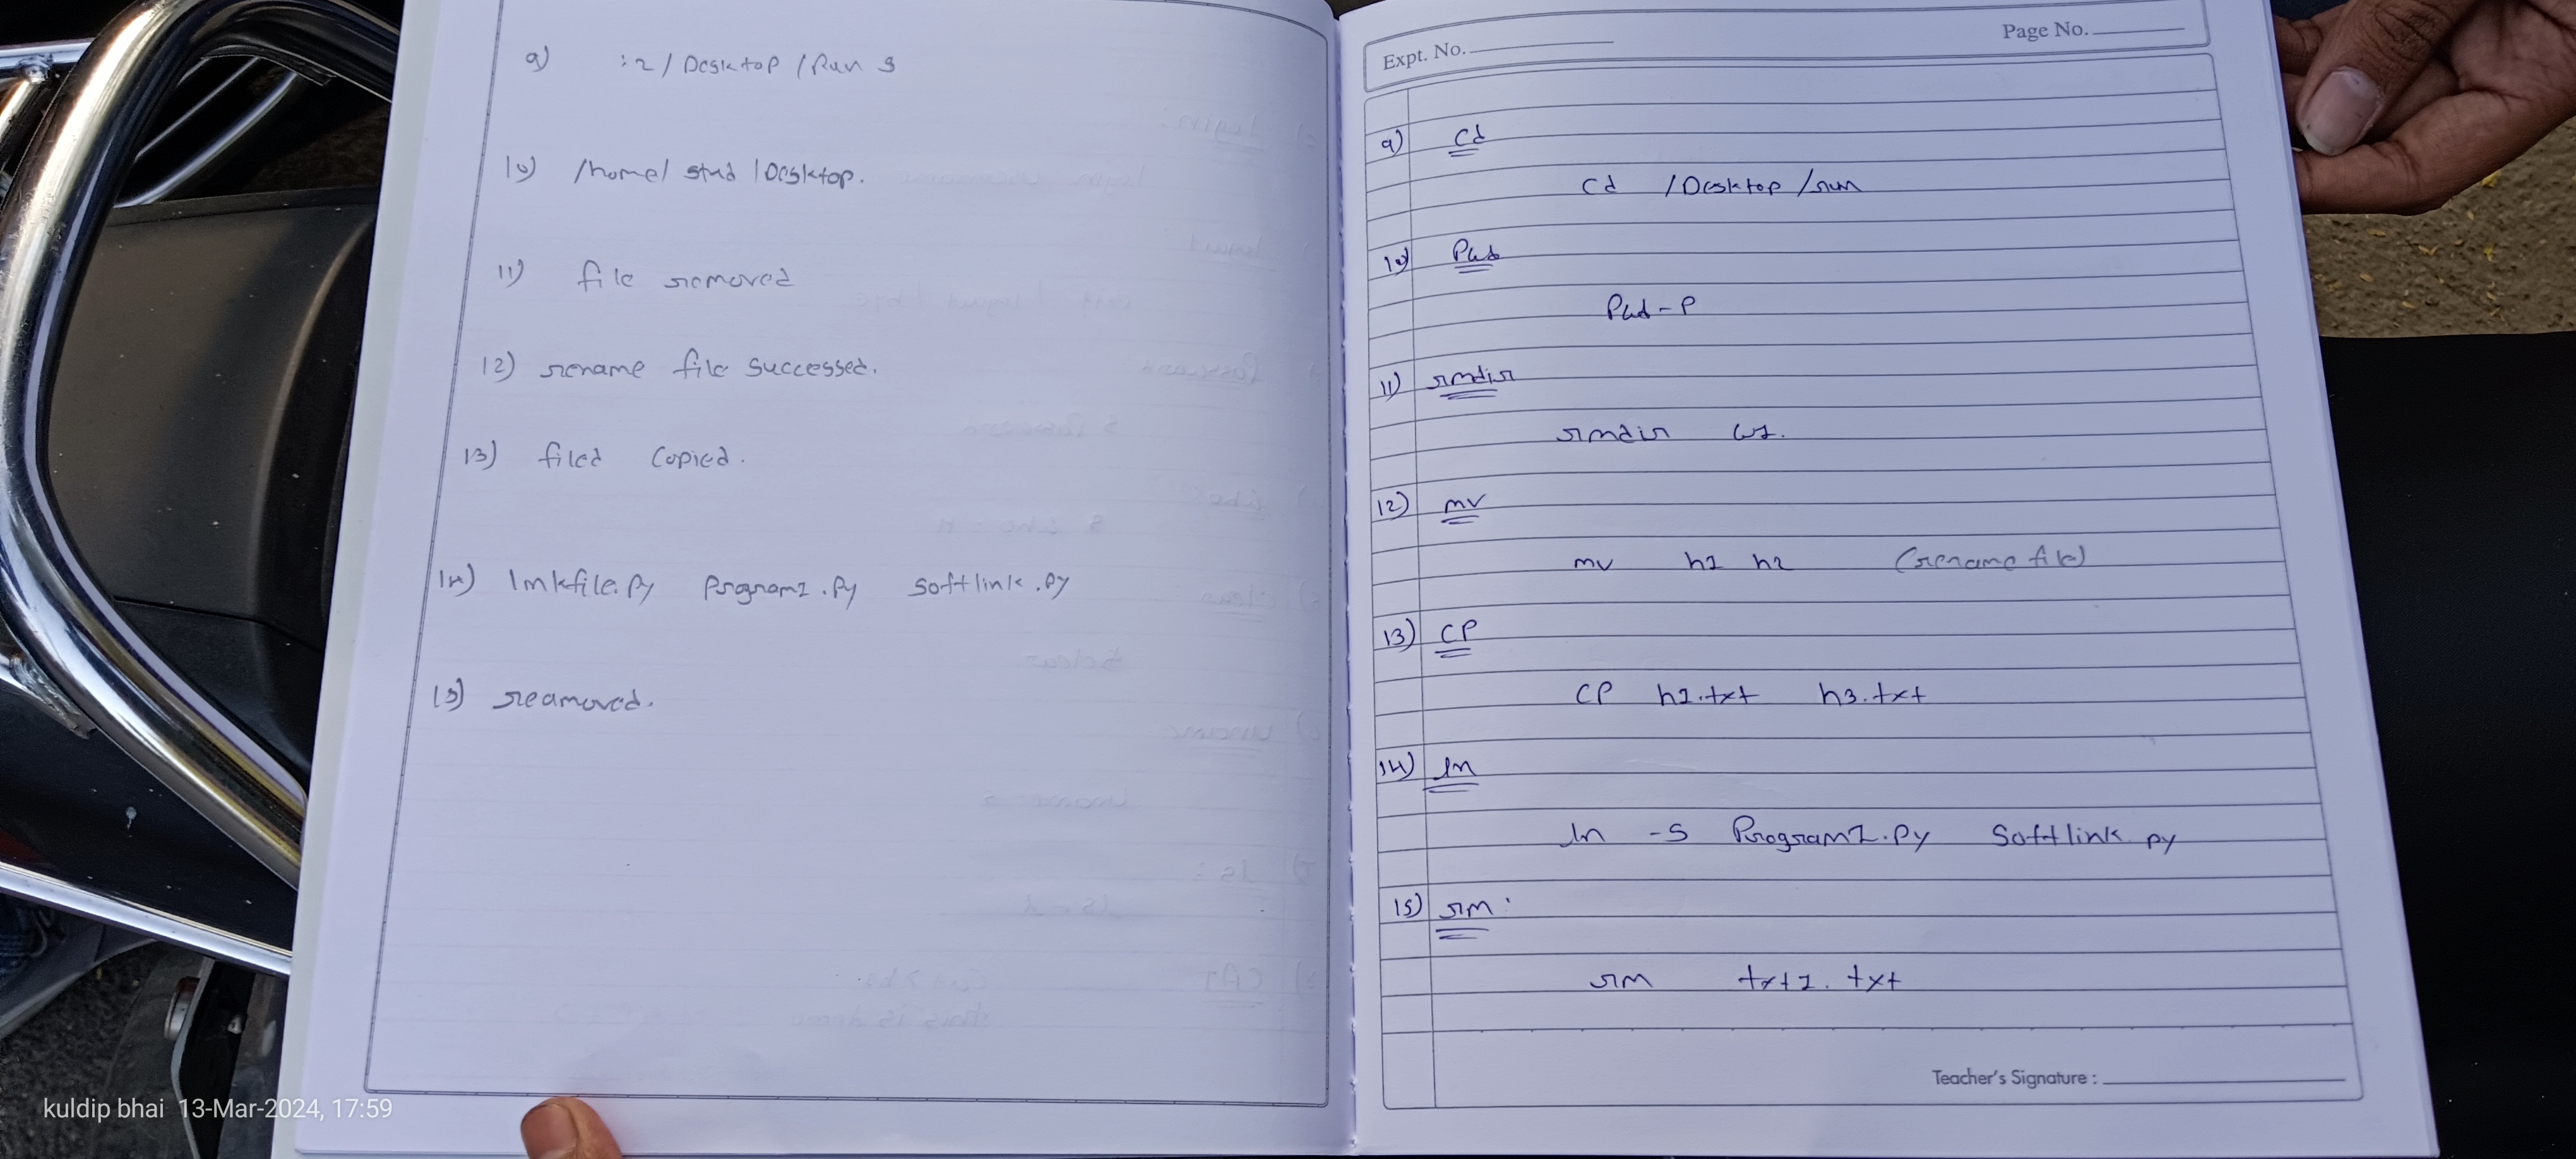 9) :~/Desktop/Run $
10) /home/stud/Desktop.
11) file removed
12) rename file successed.
13) filed copied.
14) lmkfile.py Program1.py softlink.py
15) reamoved.
Expt. No.
Page No.
9) Cd
Cd /Desktop/run
10) Pwd
Pwd -P
11) rmdir
rmdir w1.
12) mv
mv h1 h2 (rename file)
13) CP
CP h1.txt h3.txt
14) ln
ln -s Program1.py Softlink.py
15) rm:
rm txt1.txt
Teacher's Signature :
kuldip bhai 13-Mar-2024, 17:59